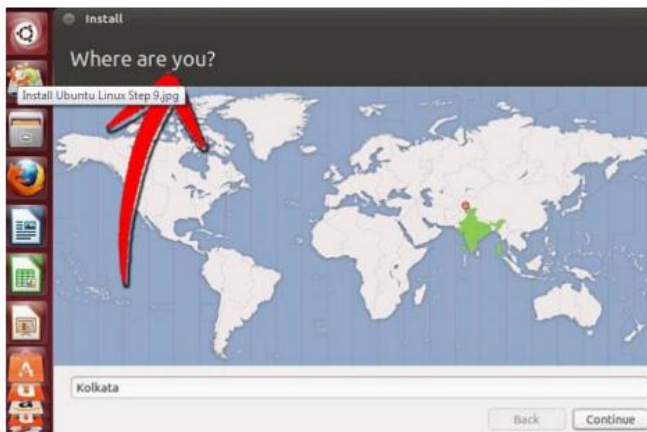 Install
Where are you?
Install Ubuntu Linux Step 9.jpg
Kolkata
Back
Continue